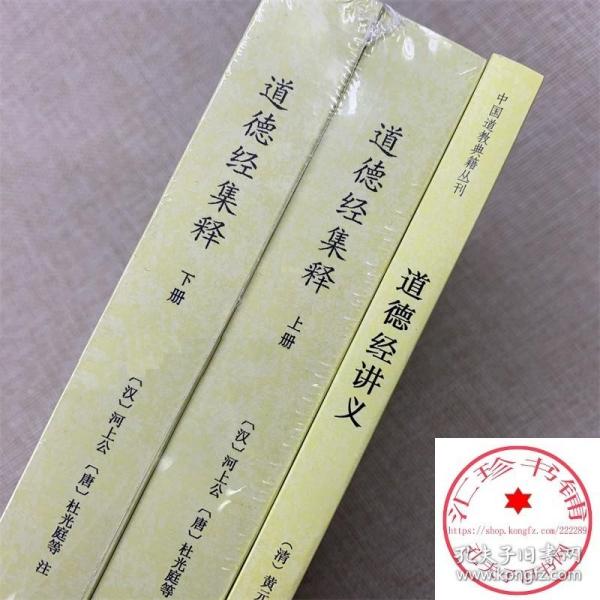 道德经集释
下册
〔汉〕河上公 〔唐〕杜光庭等 注
道德经集释
上册
〔汉〕河上公 〔唐〕杜光庭等
中国道教典籍丛刊
道德经讲义
(清) 黄元
汇珍书铺
https://shop.kongfz.com/222289
孔夫子旧书网
www.kongfz.com